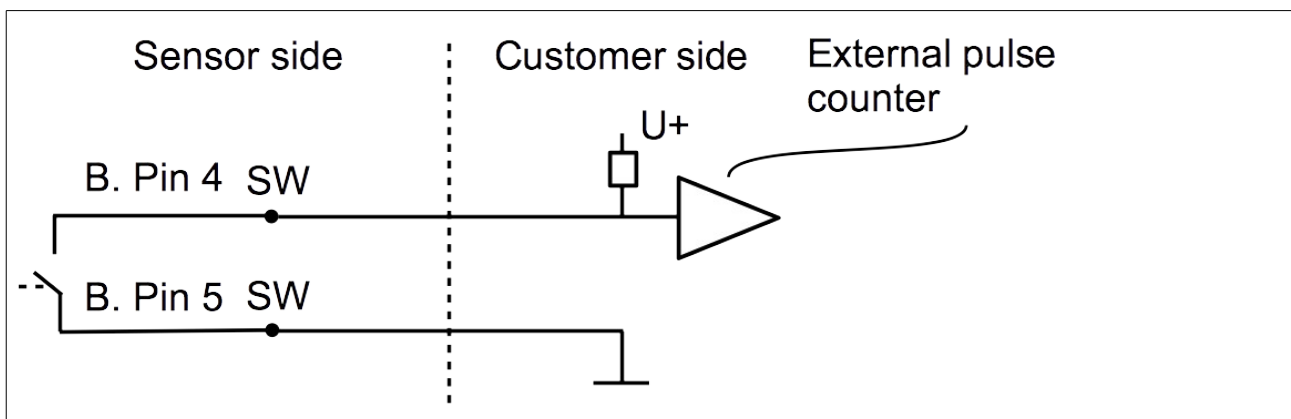 Sensor side
Customer side
External pulse
counter
U+
B. Pin 4 SW
B. Pin 5 SW